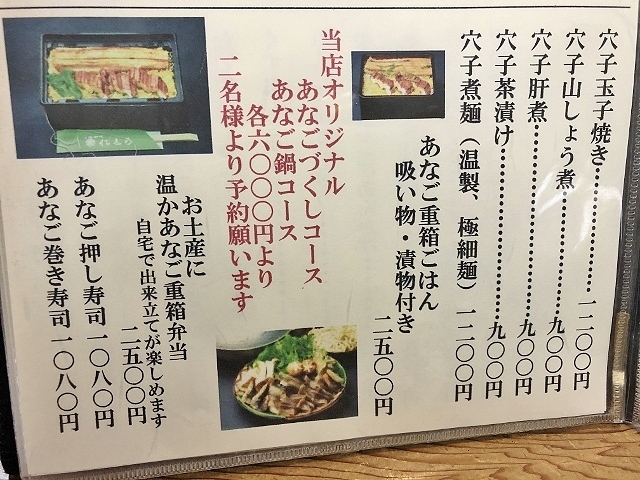 穴子玉子焼き……………一二〇〇円
穴子山しょう煮……………九〇〇円
穴子肝煮……………九〇〇円
穴子茶漬け……………九〇〇円
穴子煮麺（温製、極細麺）一二〇〇円
あなご重箱ごはん
吸い物・漬物付き
二五〇〇円
当店オリジナル
あなごづくしコース
あなご鍋コース
各六〇〇〇円より
二名様より予約願います
お土産に
温かあなご重箱弁当
自宅で出来立てが楽しめます
二五〇〇円
あなご押し寿司一〇八〇円
あなご巻き寿司一〇八〇円